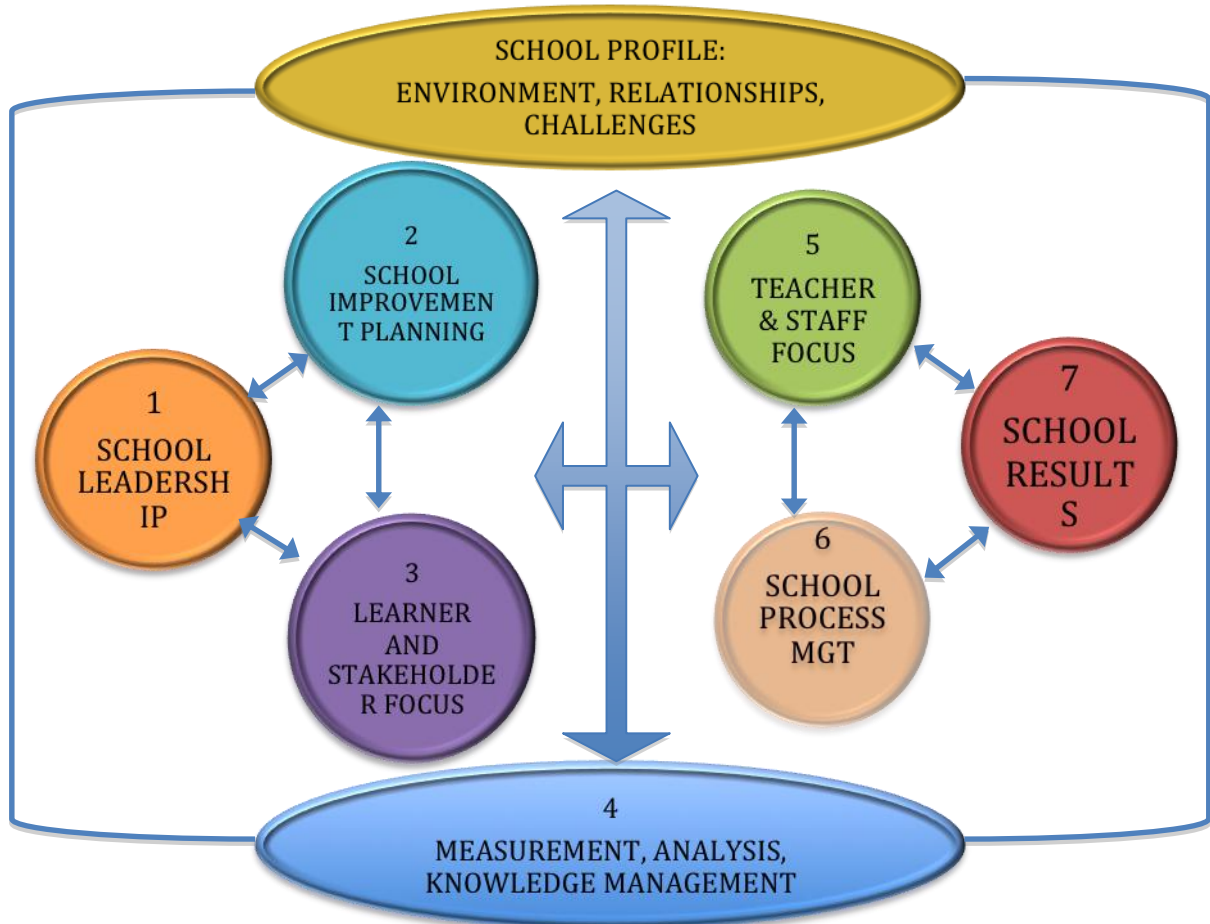 SCHOOL PROFILE:
ENVIRONMENT, RELATIONSHIPS,
CHALLENGES
2
SCHOOL
IMPROVEMEN
T PLANNING
5
TEACHER
& STAFF
FOCUS
1
SCHOOL
LEADERSH
IP
7
SCHOOL
RESULT
S
3
LEARNER
AND
STAKEHOLDE
R FOCUS
6
SCHOOL
PROCESS
MGT
4
MEASUREMENT, ANALYSIS,
KNOWLEDGE MANAGEMENT